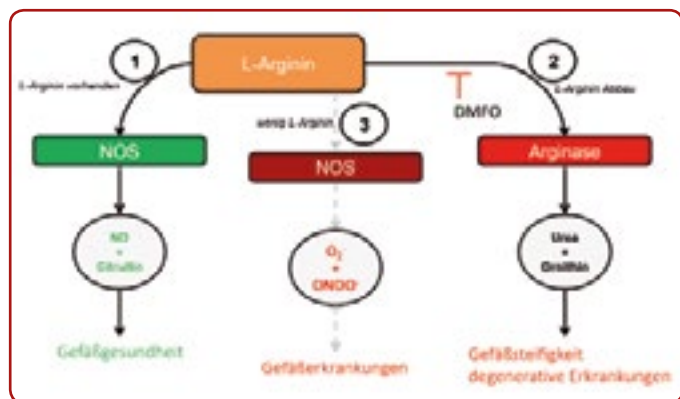 1
L-Arginin
2
L-Arginin vorhanden
L-Arginin Abbau
wenig L-Arginin
3
DMFO
NOS
NOS
Arginase
NO
+
Citrullin
O₂
+
ONOO⁻
Urea
+
Ornithin
Gefäßgesundheit
Gefäßerkrankungen
Gefäßsteifigkeit
degenerative Erkrankungen